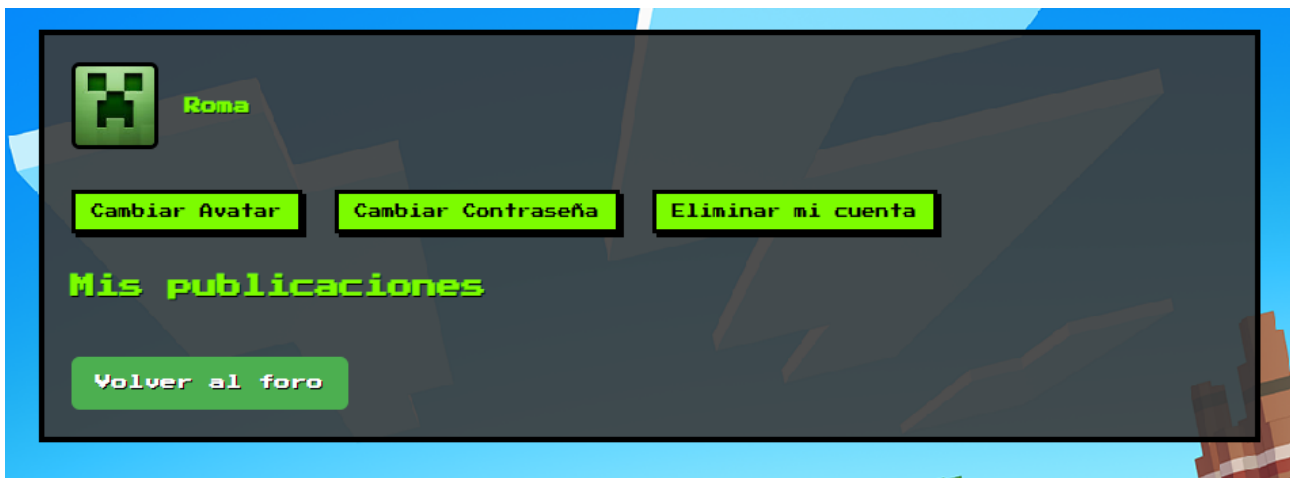 Roma
Cambiar Avatar Cambiar Contraseña Eliminar mi cuenta
Mis publicaciones
Volver al foro